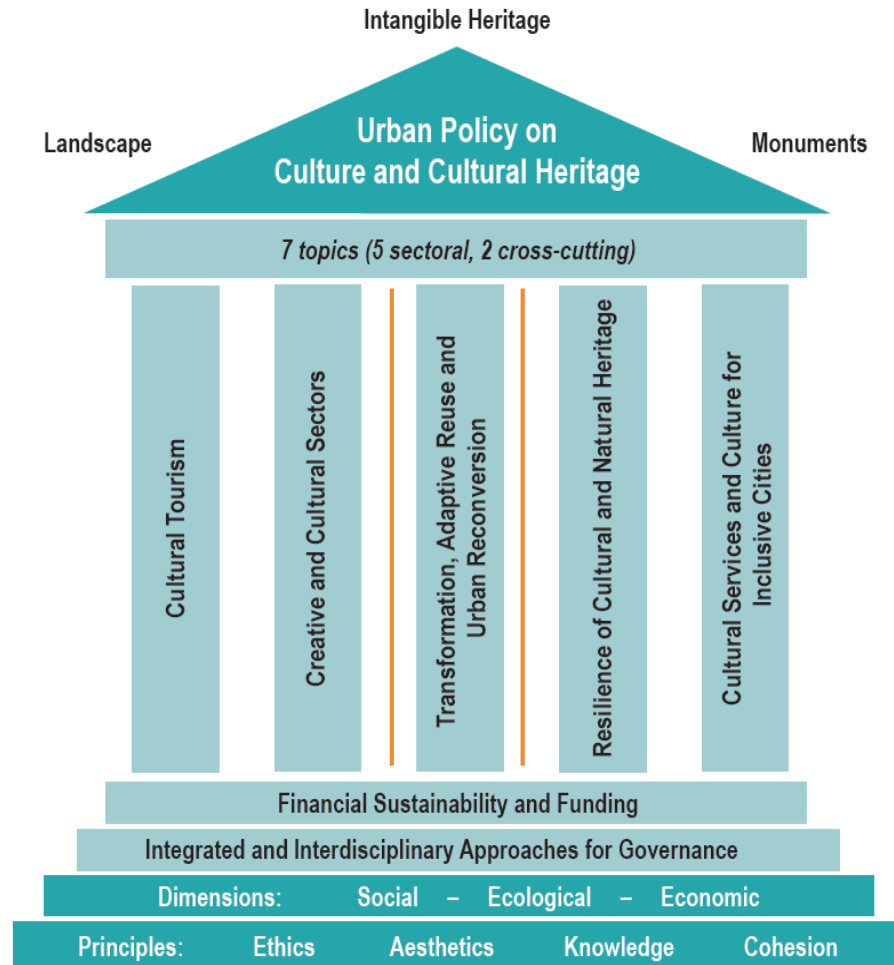 Intangible Heritage
Landscape
Urban Policy on
Culture and Cultural Heritage
Monuments
7 topics (5 sectoral, 2 cross-cutting)
Cultural Tourism
Creative and Cultural Sectors
Transformation, Adaptive Reuse and
Urban Reconversion
Resilience of Cultural and Natural Heritage
Cultural Services and Culture for
Inclusive Cities
Financial Sustainability and Funding
Integrated and Interdisciplinary Approaches for Governance
Dimensions: Social – Ecological – Economic
Principles: Ethics Aesthetics Knowledge Cohesion